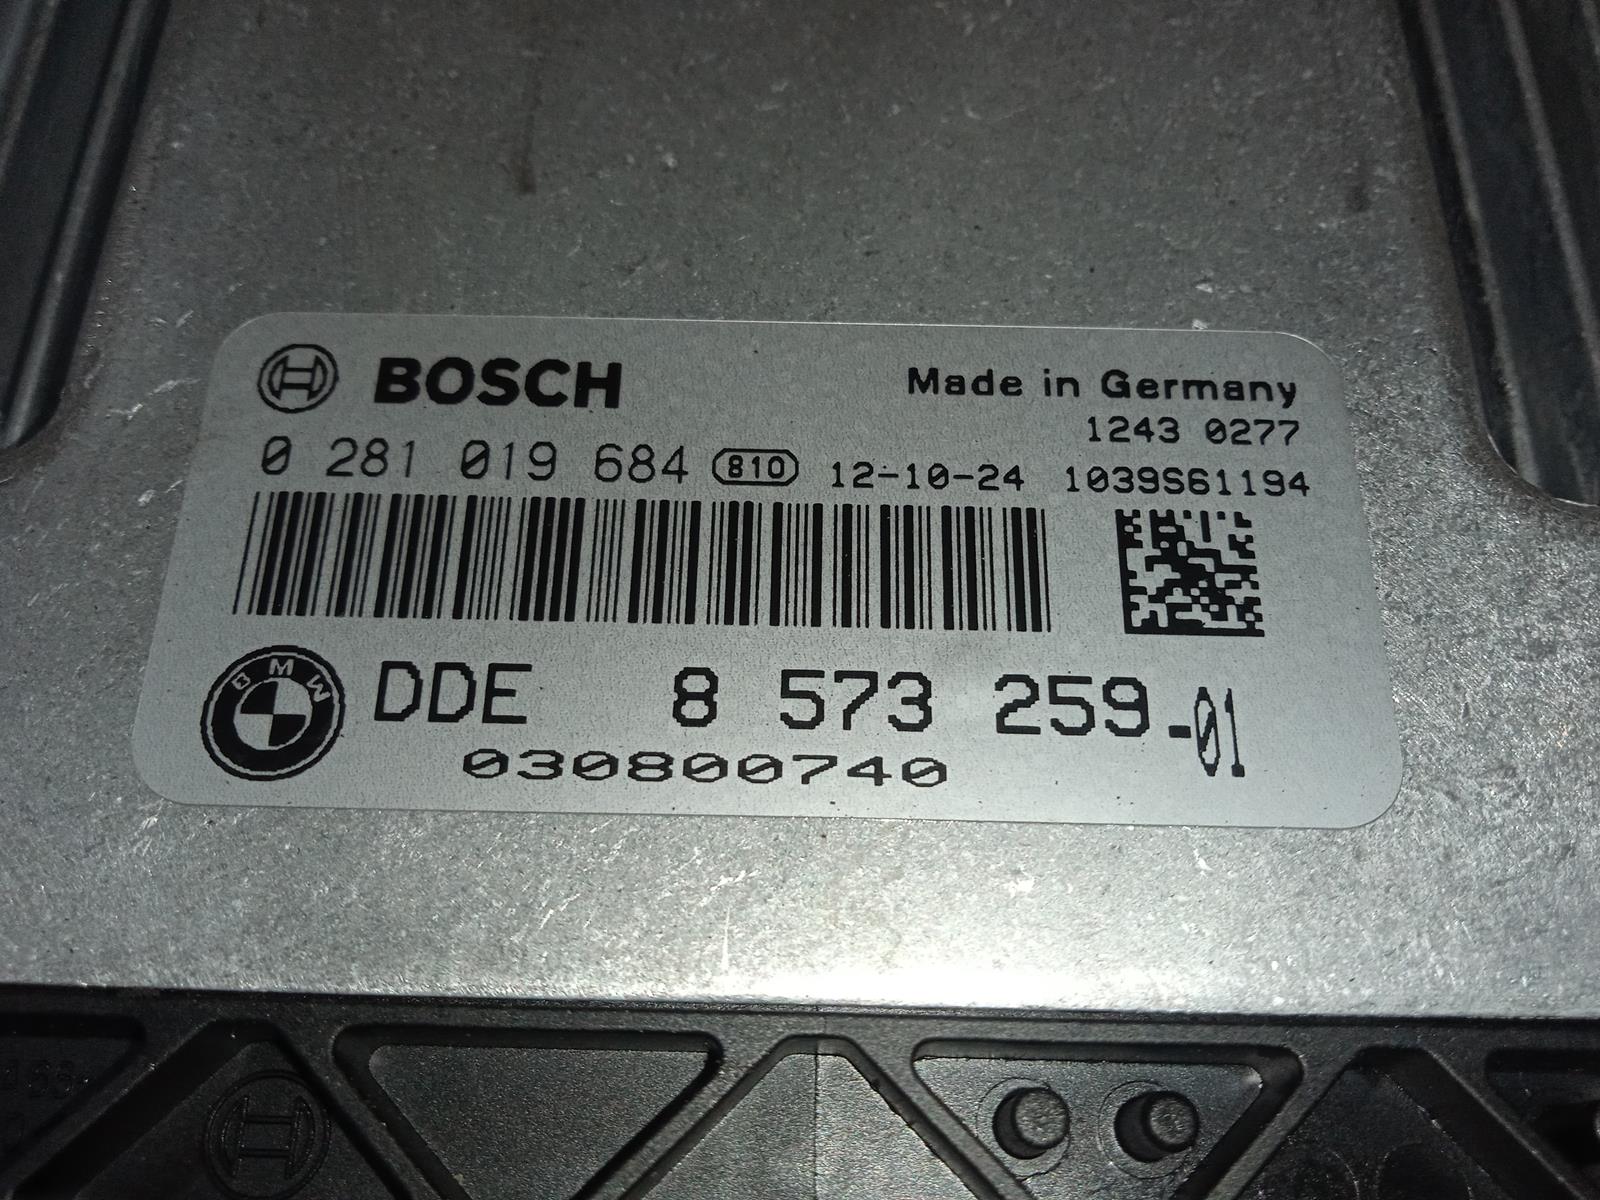 BOSCH
Made in Germany
1243 0277
0 281 019 684 810 12-10-24 1039S61194
BMW DDE 8 573 259-01
030800740